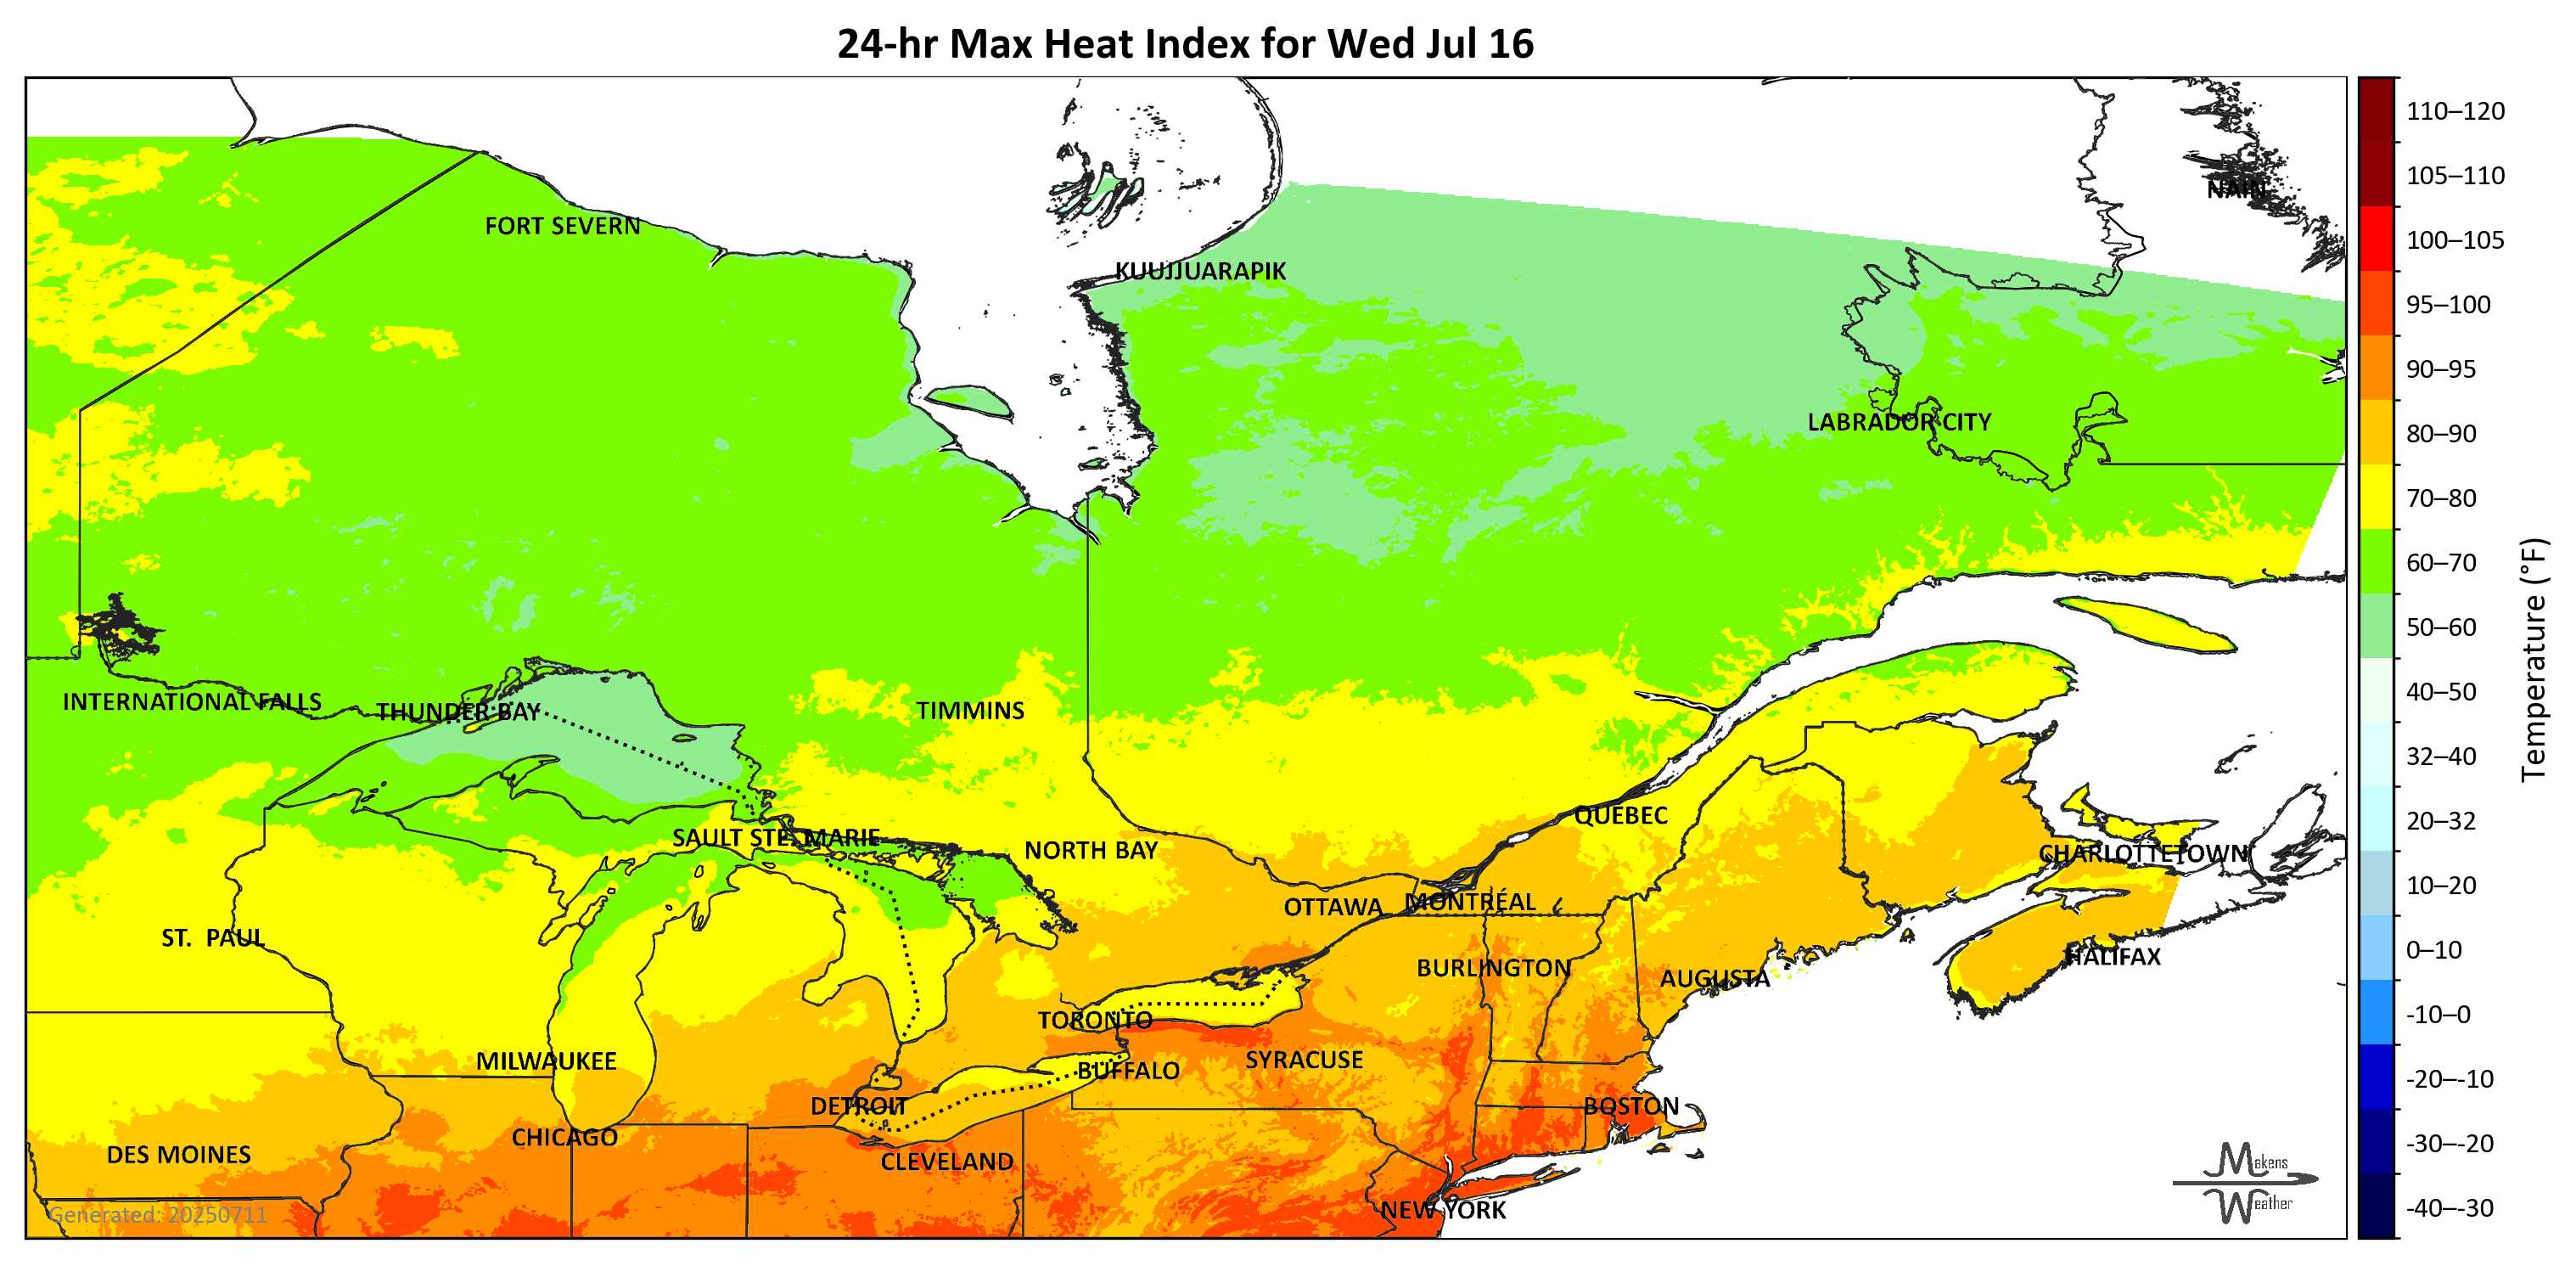 24-hr Max Heat Index for Wed Jul 16
NAIN
FORT SEVERN
KUUJJUARAPIK
LABRADOR CITY
INTERNATIONAL FALLS
THUNDER BAY
TIMMINS
QUEBEC
SAULT STE. MARIE
NORTH BAY
CHARLOTTETOWN
MONTRÉAL
OTTAWA
ST. PAUL
HALIFAX
BURLINGTON
AUGUSTA
TORONTO
SYRACUSE
MILWAUKEE
BUFFALO
DETROIT
BOSTON
CHICAGO
DES MOINES
CLEVELAND
NEW YORK
Generated: 20250711
Makens
Weather
110–120
105–110
100–105
95–100
90–95
80–90
70–80
60–70
50–60
40–50
32–40
20–32
10–20
0–10
-10–0
-20–-10
-30–-20
-40–-30
Temperature (°F)